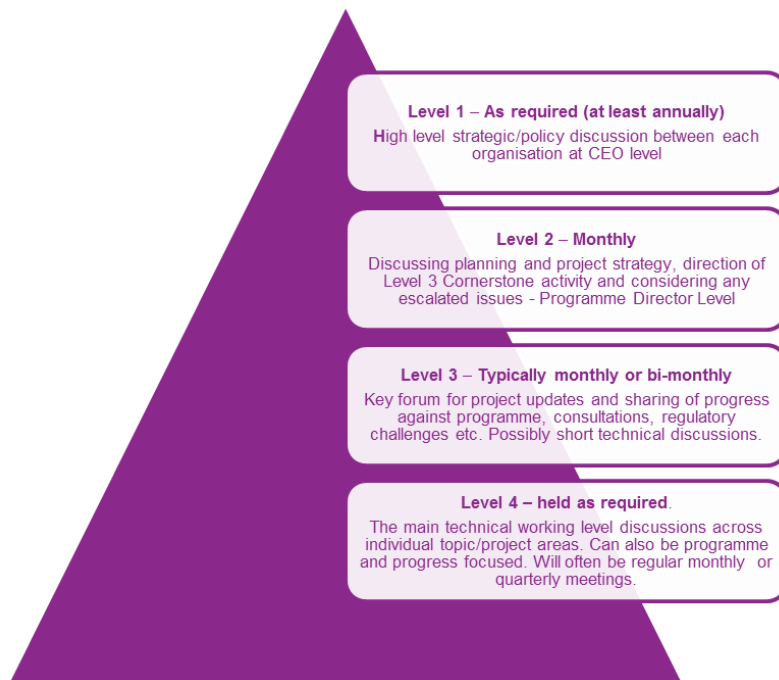 Level 1 – As required (at least annually)
High level strategic/policy discussion between each
organisation at CEO level
Level 2 – Monthly
Discussing planning and project strategy, direction of
Level 3 Cornerstone activity and considering any
escalated issues - Programme Director Level
Level 3 – Typically monthly or bi-monthly
Key forum for project updates and sharing of progress
against programme, consultations, regulatory
challenges etc. Possibly short technical discussions.
Level 4 – held as required.
The main technical working level discussions across
individual topic/project areas. Can also be programme
and progress focused. Will often be regular monthly or
quarterly meetings.